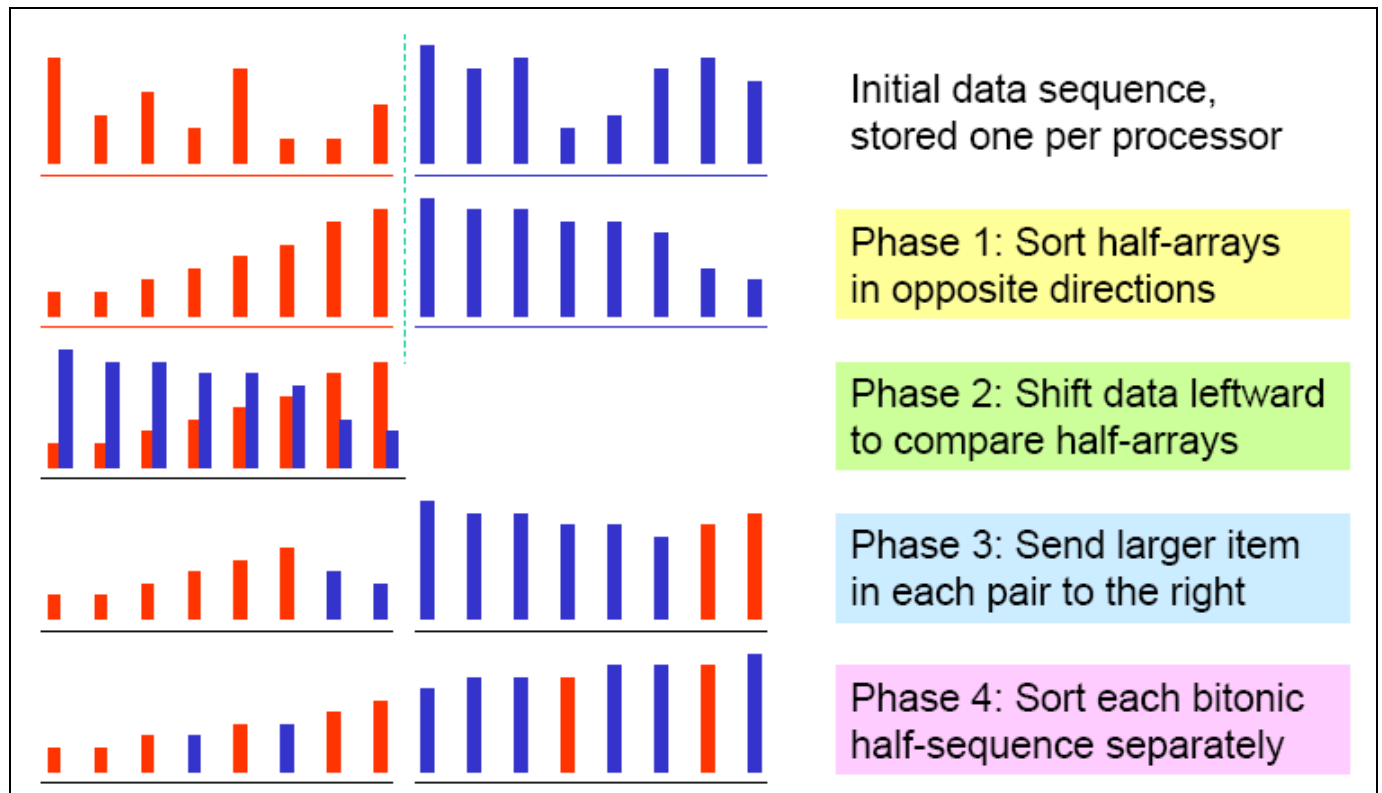 Initial data sequence,
stored one per processor
Phase 1: Sort half-arrays
in opposite directions
Phase 2: Shift data leftward
to compare half-arrays
Phase 3: Send larger item
in each pair to the right
Phase 4: Sort each bitonic
half-sequence separately